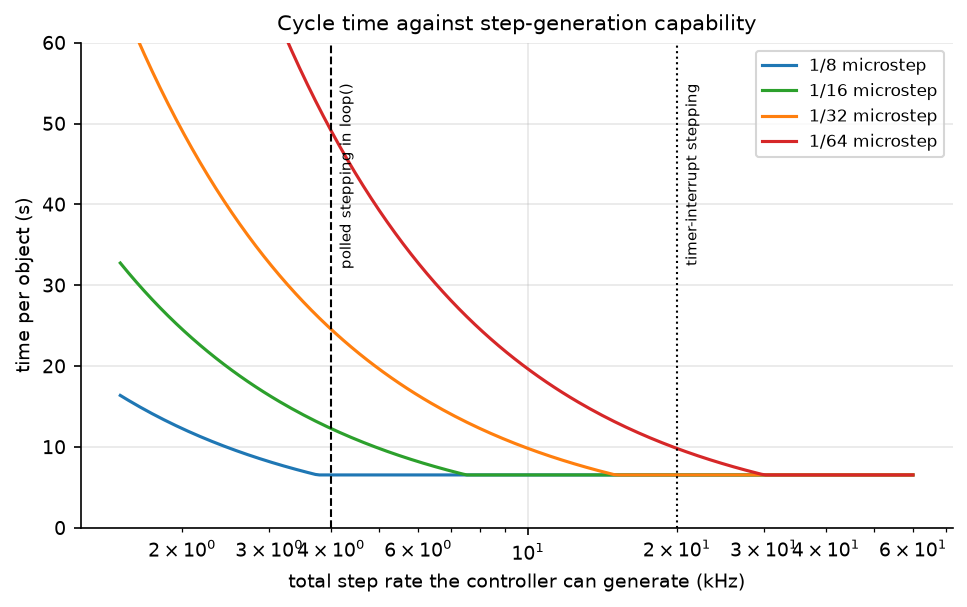 Cycle time against step-generation capability
60
50
40
30
20
10
0
time per object (s)
polled stepping in loop()
timer-interrupt stepping
1/8 microstep
1/16 microstep
1/32 microstep
1/64 microstep
2 × 10⁰ 3 × 10⁰ 4 × 10⁰ 6 × 10⁰ 10¹ 2 × 10¹ 3 × 10¹ 4 × 10¹ 6 × 10¹
total step rate the controller can generate (kHz)